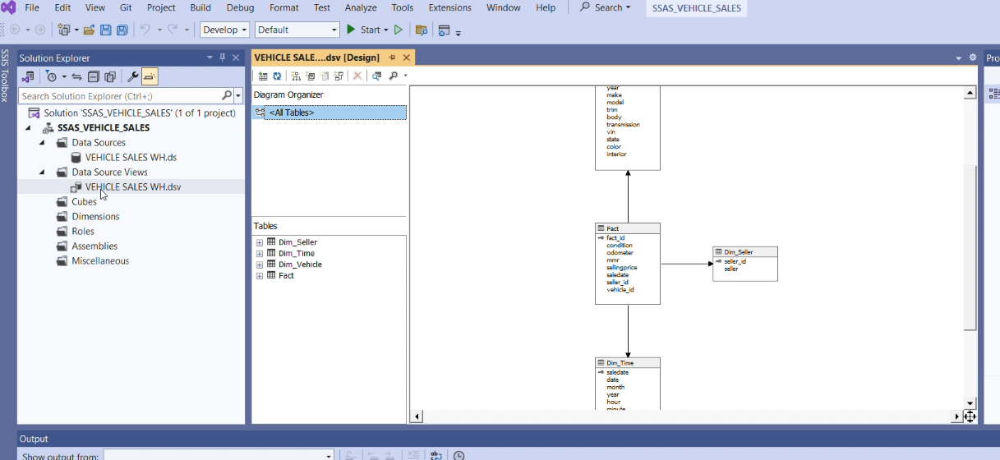 File Edit View Git Project Build Debug Format Test Analyze Tools Extensions Window Help Search SSAS_VEHICLE_SALES
Develop Default Start
SSIS Toolbox
Solution Explorer
Search Solution Explorer (Ctrl+;)
Solution 'SSAS_VEHICLE_SALES' (1 of 1 project)
SSAS_VEHICLE_SALES
Data Sources
VEHICLE SALES WH.ds
Data Source Views
VEHICLE SALES WH.dsv
Cubes
Dimensions
Roles
Assemblies
Miscellaneous
VEHICLE SALE....dsv [Design]
Diagram Organizer
<All Tables>
Tables
Dim_Seller
Dim_Time
Dim_Vehicle
Fact
year
make
model
trim
body
transmission
vin
state
color
interior
Fact
fact_id
condition
odometer
mmr
sellingprice
saledate
seller_id
vehicle_id
Dim_Seller
seller_id
seller
Dim_Time
saledate
date
month
year
hour
minute
Pro
Output
Show output from: